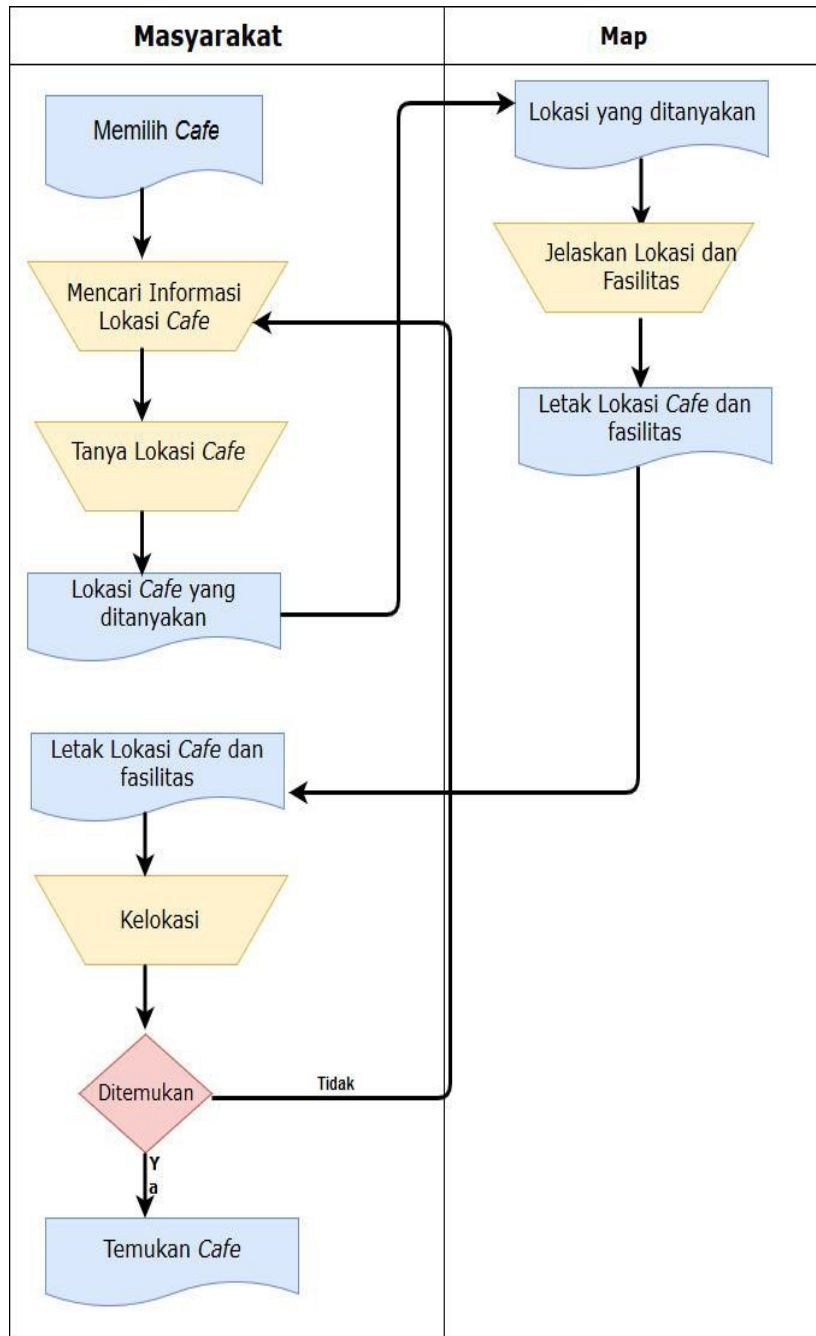 Masyarakat
Map
Memilih Cafe
Mencari Informasi
Lokasi Cafe
Tanya Lokasi Cafe
Lokasi Cafe yang
ditanyakan
Lokasi yang ditanyakan
Jelaskan Lokasi dan
Fasilitas
Letak Lokasi Cafe dan
fasilitas
Letak Lokasi Cafe dan
fasilitas
Kelokasi
Ditemukan
Tidak
Y
a
Temukan Cafe